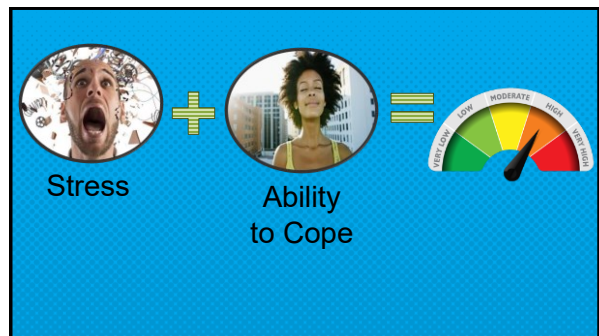 Stress
Ability
to Cope
VERY LOW
LOW
MODERATE
HIGH
VERY HIGH